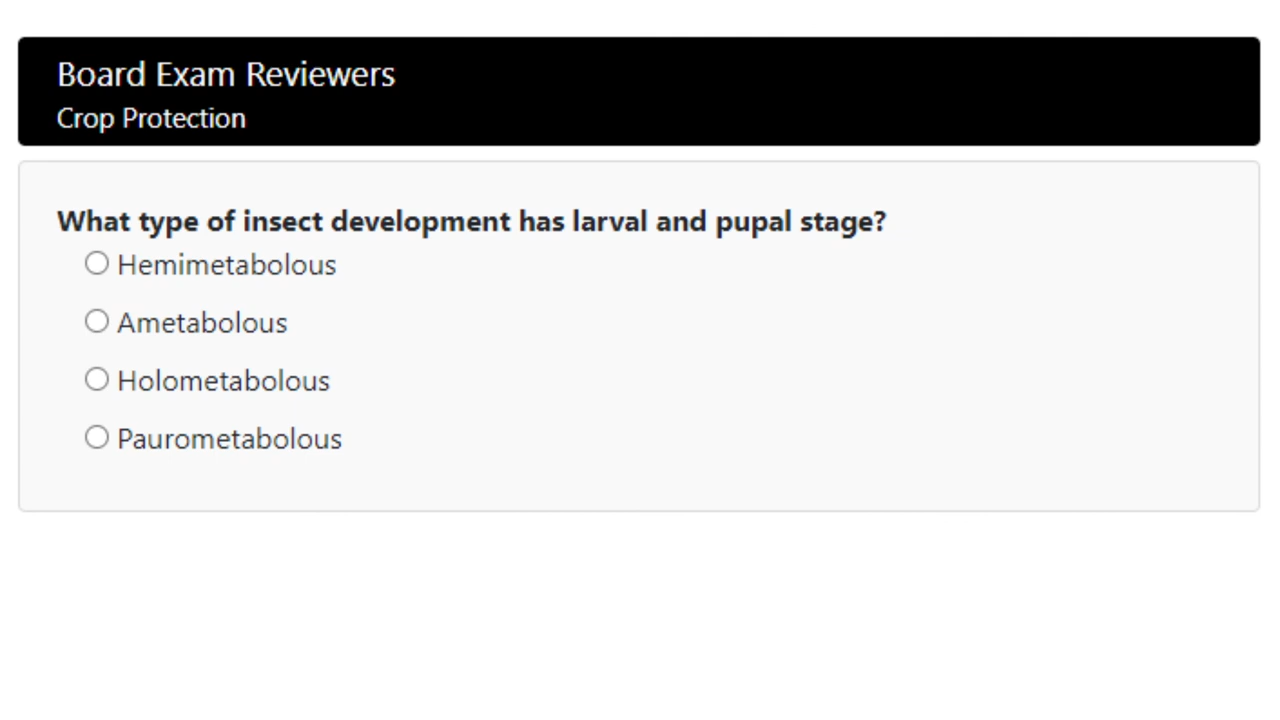 Board Exam Reviewers
Crop Protection
What type of insect development has larval and pupal stage?
Hemimetabolous
Ametabolous
Holometabolous
Paurometabolous